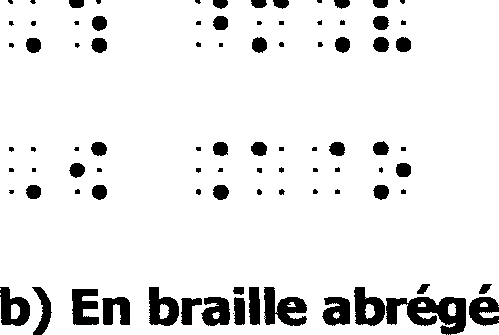 ⠠⠪ ⠨⠁⠈⠕
b) En braille abrégé